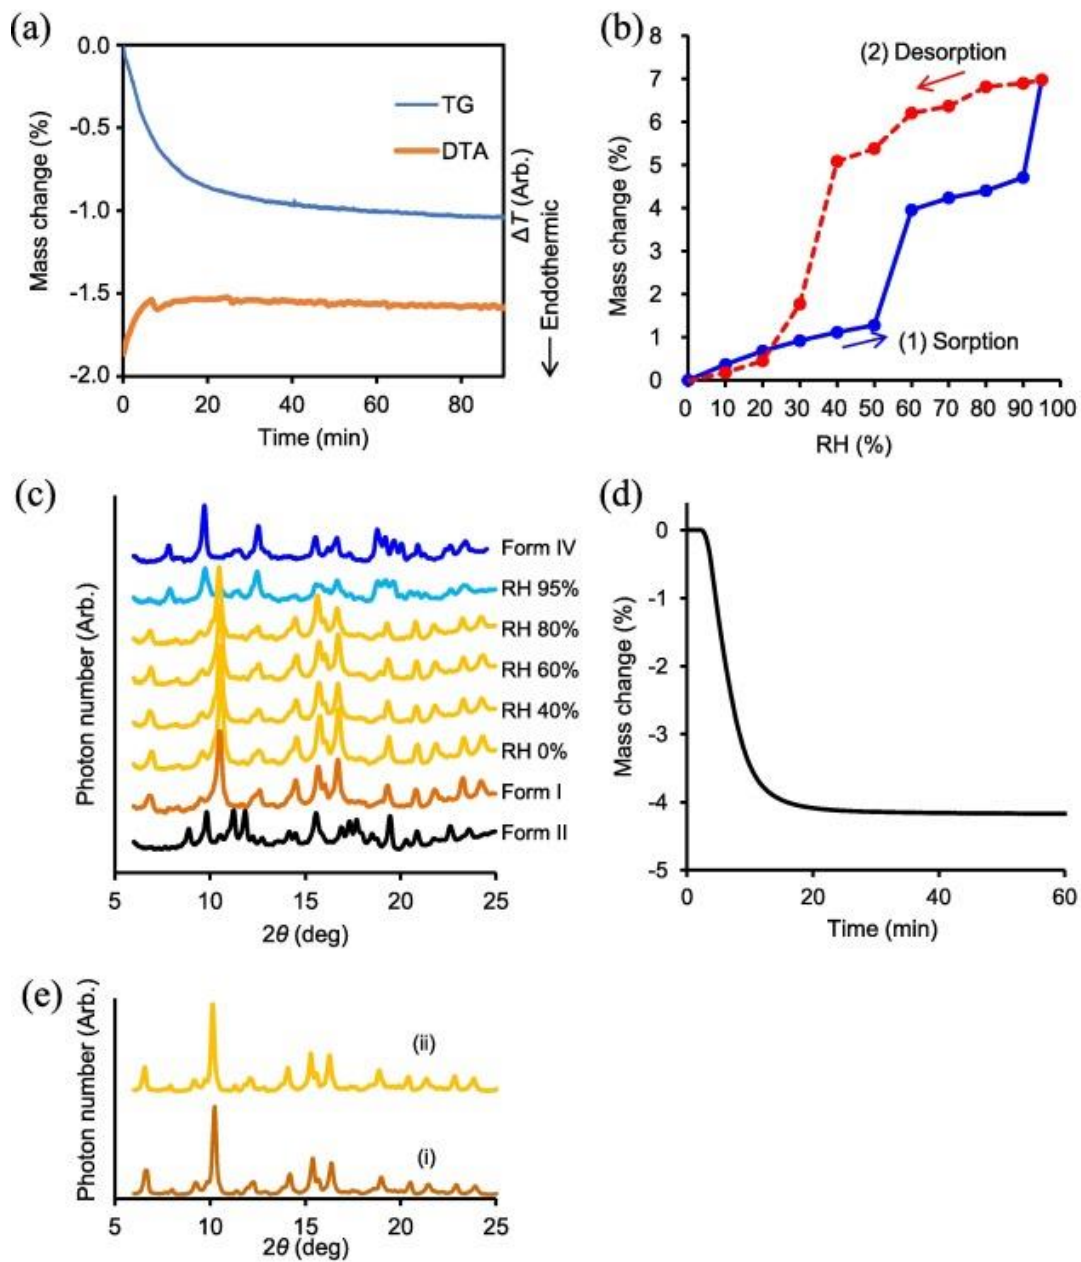 (a)
0.0
-0.5
-1.0
-1.5
-2.0
Mass change (%)
TG
DTA
ΔT (Arb.)
← Endothermic
0 20 40 60 80
Time (min)
(b)
8
7
6
5
4
3
2
1
0
Mass change (%)
(2) Desorption
(1) Sorption
0 10 20 30 40 50 60 70 80 90 100
RH (%)
(c)
Photon number (Arb.)
Form IV
RH 95%
RH 80%
RH 60%
RH 40%
RH 0%
Form I
Form II
5 10 15 20 25
2θ (deg)
(d)
0
-1
-2
-3
-4
-5
Mass change (%)
0 20 40 60
Time (min)
(e)
Photon number (Arb.)
(ii)
(i)
5 10 15 20 25
2θ (deg)